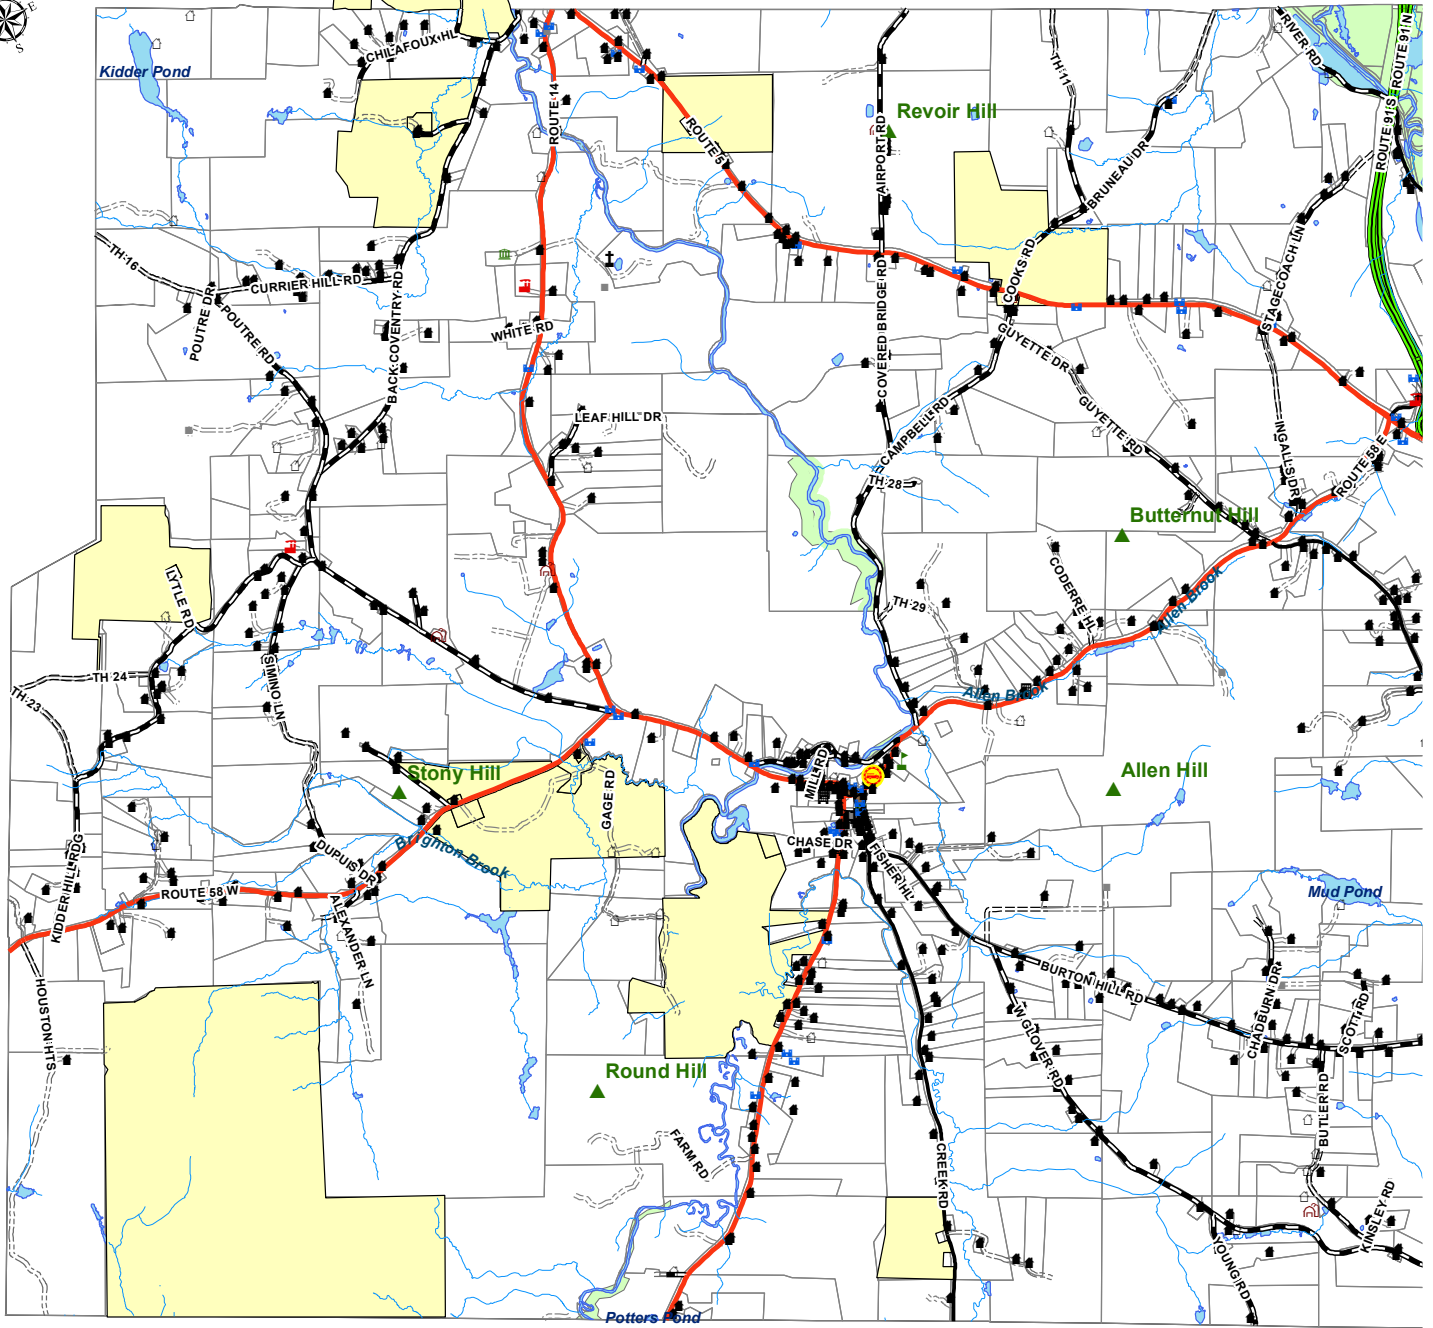 E
S
Kidder Pond
CHILAFOUX HL
ROUTE 14
ROUTE 5
AIRPORT RD
Revoir Hill
TH 11
BRUNEAU DR
RIVER RD
ROUTE 91 N
ROUTE 91 S
TH 16
CURRIER HILL RD
POUTRE DR
POUTRE RD
BACK COVENTRY RD
WHITE RD
LEAF HILL DR
COVERED BRIDGE RD
COOKS RD
STAGECOACH LN
GUYETTE DR
GUYETTE RD
CAMPBELL RD
TH 28
INGALLS DR
ROUTE 58 E
Butternut Hill
LYTLE RD
TH 29
CODERRE HL
Allen Brook
SIMINO LN
TH 24
TH 23
Allen Brook
Stony Hill
GAGE RD
MILL RD
Allen Hill
CHASE DR
FISHER HL
DUPUIS DR
Brighton Brook
KIDDER HILL RDG
ROUTE 58 W
ALEXANDER LN
Mud Pond
HOUSTON HTS
BURTON HILL RD
W GLOVER RD
CHADBURN DR
SCOTT RD
BUTLER RD
Round Hill
FARM RD
CREEK RD
KINSLEY RD
YOUNG RD
Potters Pond